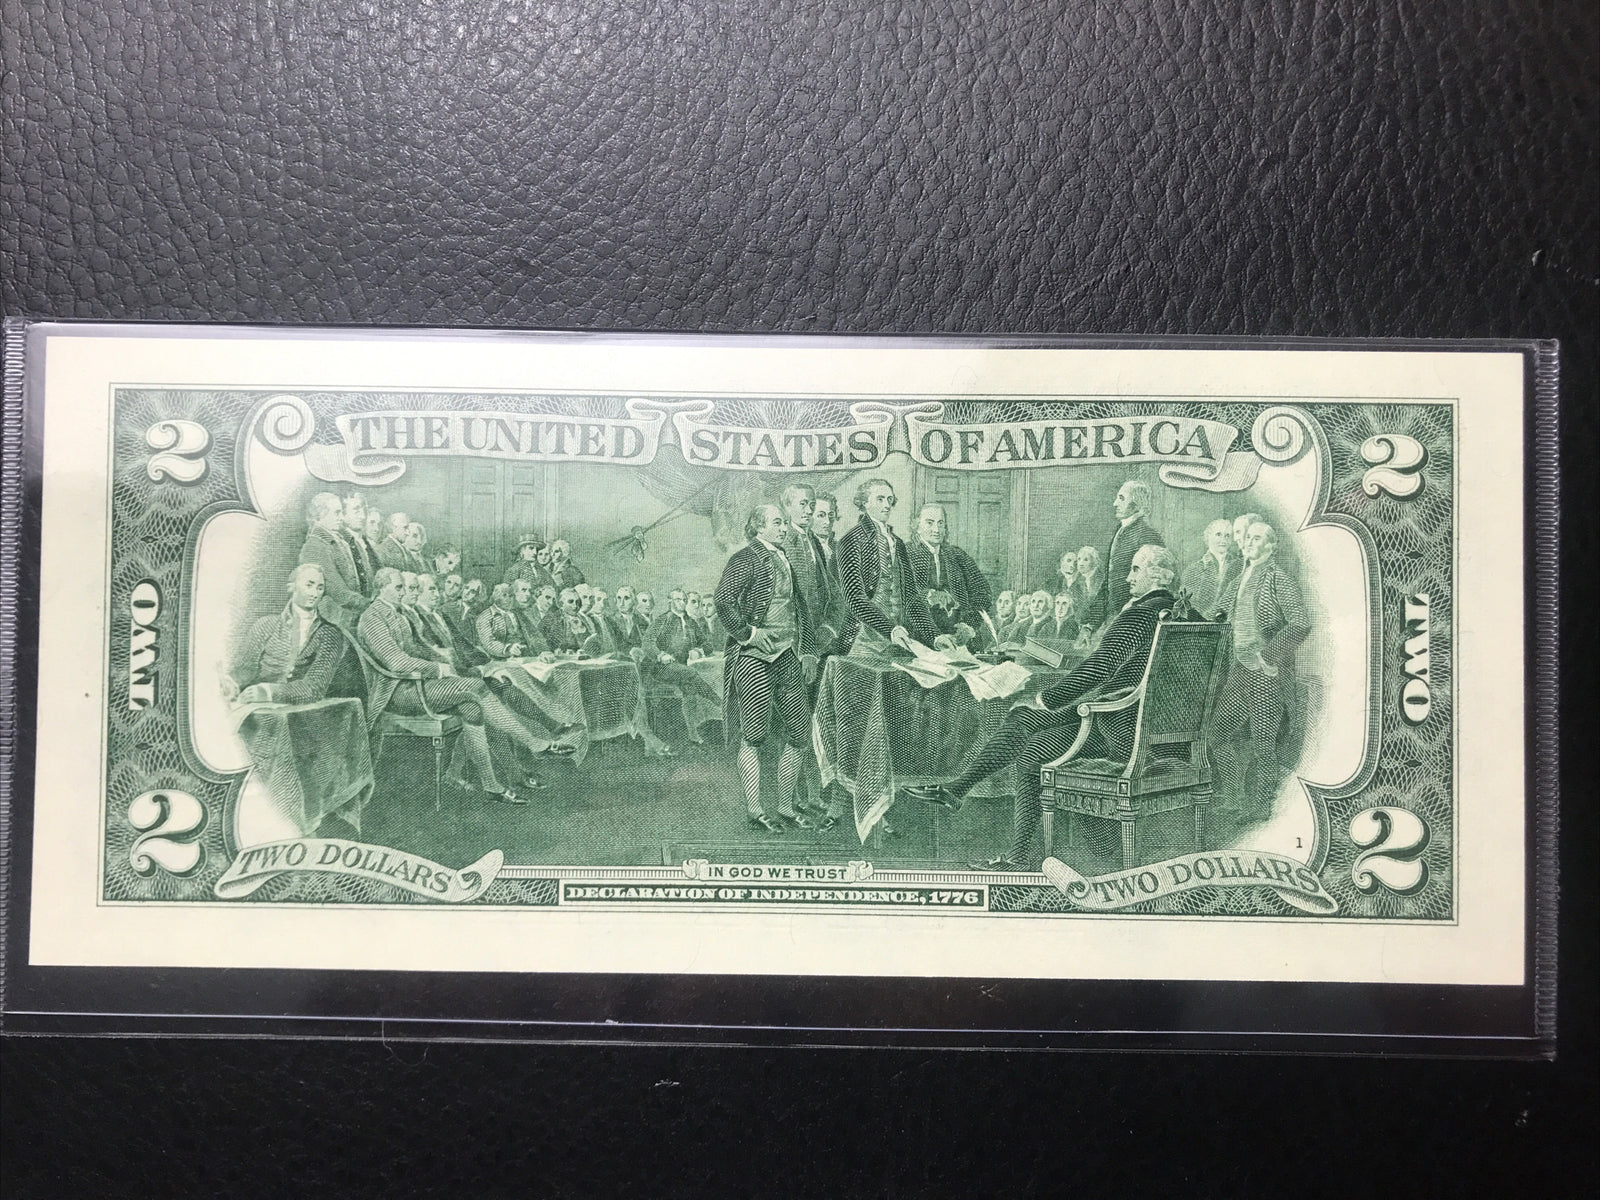 THE UNITED STATES OF AMERICA
2
2
TWO
TWO
2
2
1
TWO DOLLARS
TWO DOLLARS
IN GOD WE TRUST
DECLARATION OF INDEPENDENCE, 1776